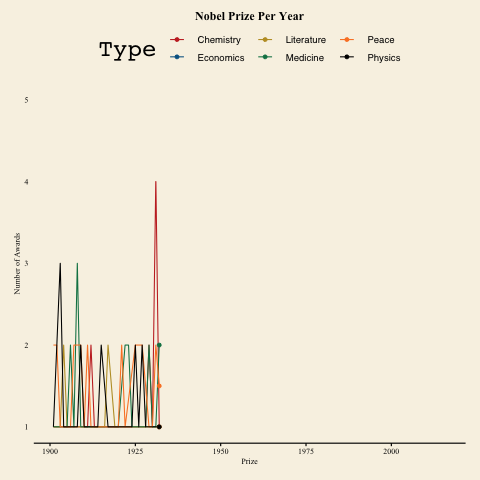 Nobel Prize Per Year
Type
Chemistry
Literature
Peace
Economics
Medicine
Physics
5
4
3
2
1
Number of Awards
1900
1925
1950
1975
2000
Prize